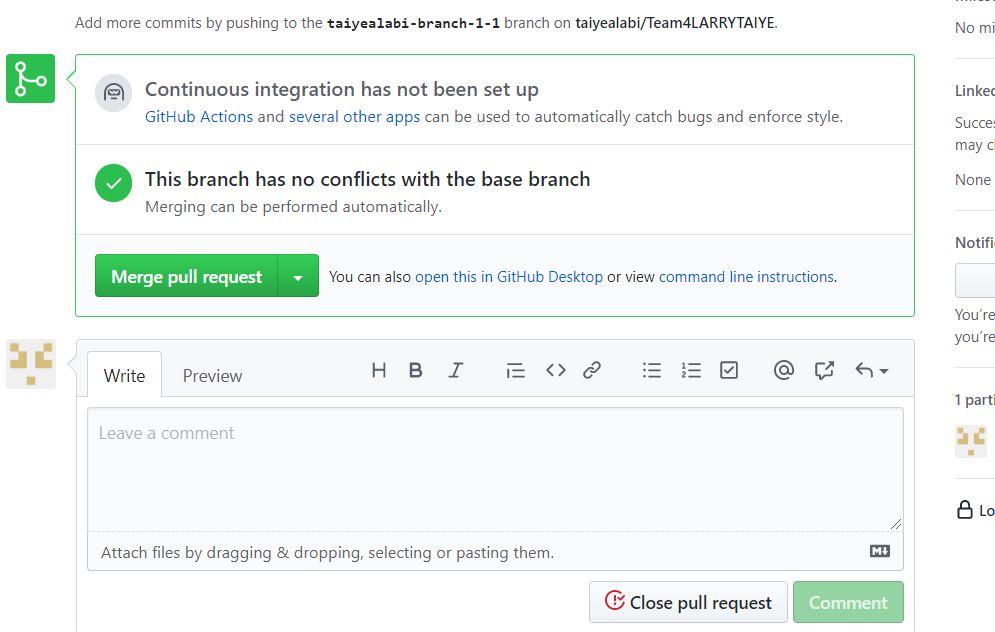 Add more commits by pushing to the taiyealabi-branch-1-1 branch on taiyealabi/Team4LARRYTAIYE.
No mi
Continuous integration has not been set up
GitHub Actions and several other apps can be used to automatically catch bugs and enforce style.
Linked
Succes
may cl
None
This branch has no conflicts with the base branch
Merging can be performed automatically.
Notifi
Merge pull request
You can also open this in GitHub Desktop or view command line instructions.
You're
you're
Write
Preview
1 parti
Leave a comment
Lo
Attach files by dragging & dropping, selecting or pasting them.
Close pull request
Comment